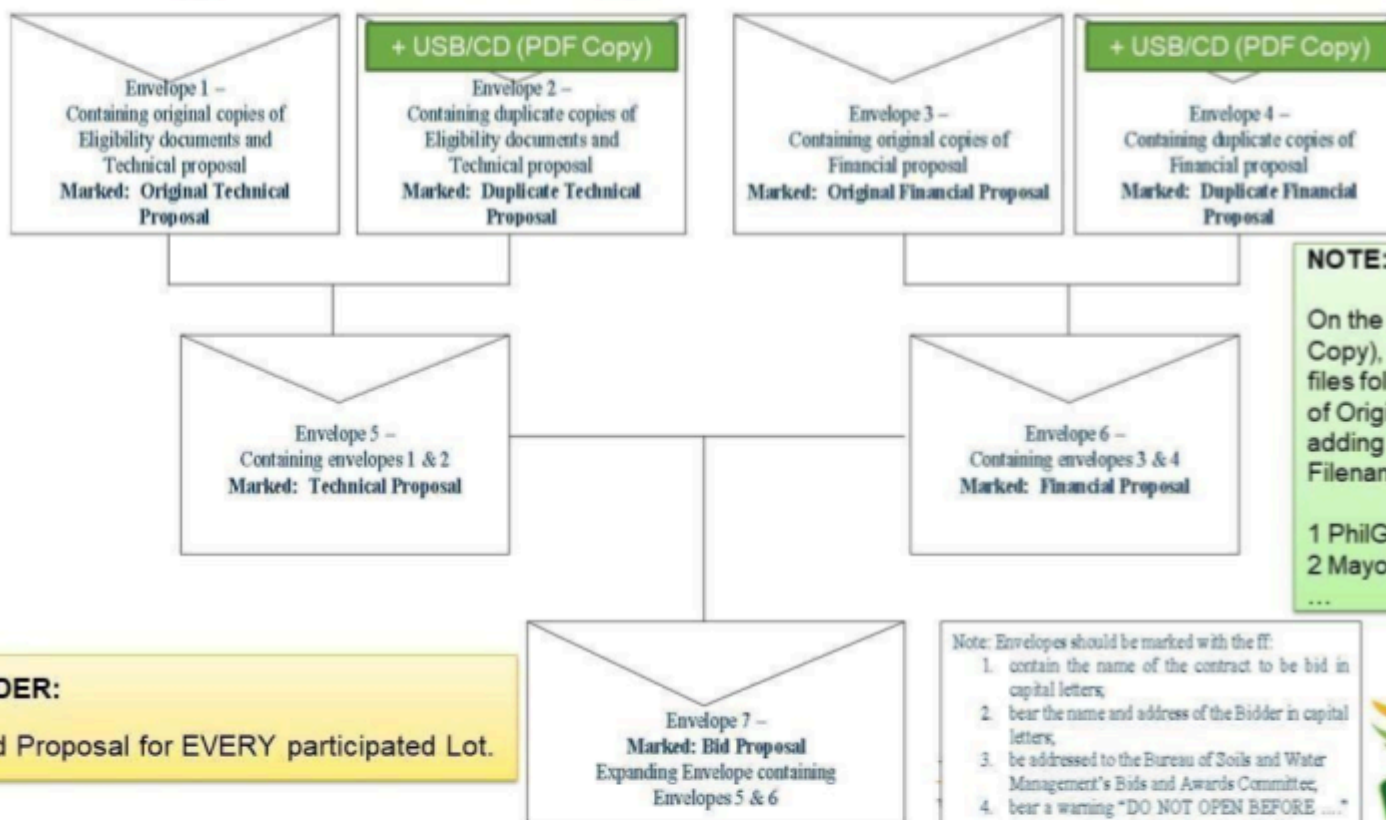 Envelope 1 –
Containing original copies of
Eligibility documents and
Technical proposal
Marked: Original Technical
Proposal
+ USB/CD (PDF Copy)
Envelope 2 –
Containing duplicate copies of
Eligibility documents and
Technical proposal
Marked: Duplicate Technical
Proposal
Envelope 3 –
Containing original copies of
Financial proposal
Marked: Original Financial Proposal
+ USB/CD (PDF Copy)
Envelope 4 –
Containing duplicate copies of
Financial proposal
Marked: Duplicate Financial
Proposal
NOTE:
On the
Copy),
files fol
of Orig
adding
Filenam
1 PhilG
2 Mayo
...
Envelope 5 –
Containing envelopes 1 & 2
Marked: Technical Proposal
Envelope 6 –
Containing envelopes 3 & 4
Marked: Financial Proposal
DER:
d Proposal for EVERY participated Lot.
Envelope 7 –
Marked: Bid Proposal
Expanding Envelope containing
Envelopes 5 & 6
Note: Envelopes should be marked with the ff:
1. contain the name of the contract to be bid in
capital letters;
2. bear the name and address of the Bidder in capital
letters;
3. be addressed to the Bureau of Soils and Water
Management's Bids and Awards Committee;
4. bear a warning "DO NOT OPEN BEFORE ...."